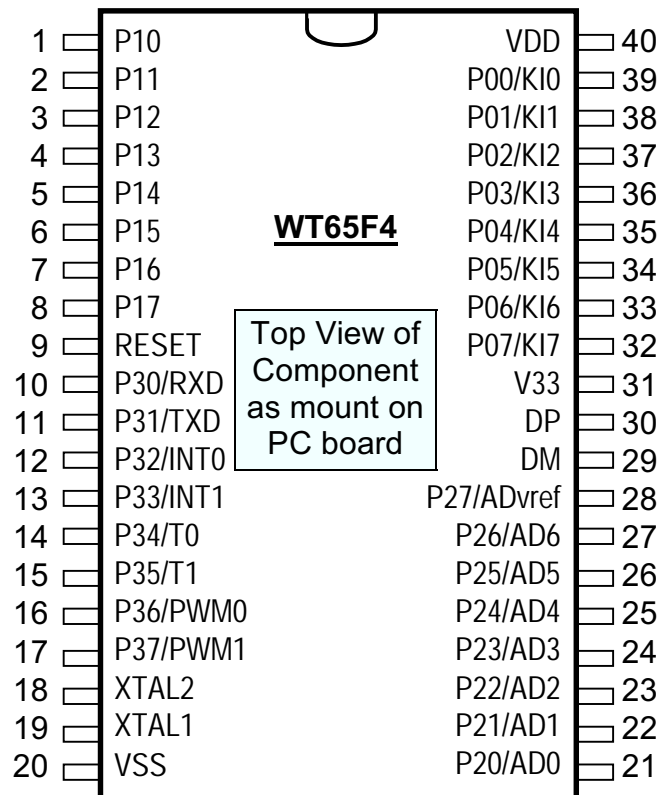 1 P10 VDD 40
2 P11 P00/KI0 39
3 P12 P01/KI1 38
4 P13 P02/KI2 37
5 P14 P03/KI3 36
6 P15 WT65F4 P04/KI4 35
7 P16 P05/KI5 34
8 P17 P06/KI6 33
9 RESET Top View of P07/KI7 32
10 P30/RXD Component V33 31
11 P31/TXD as mount on DP 30
12 P32/INT0 PC board DM 29
13 P33/INT1 P27/ADvref 28
14 P34/T0 P26/AD6 27
15 P35/T1 P25/AD5 26
16 P36/PWM0 P24/AD4 25
17 P37/PWM1 P23/AD3 24
18 XTAL2 P22/AD2 23
19 XTAL1 P21/AD1 22
20 VSS P20/AD0 21